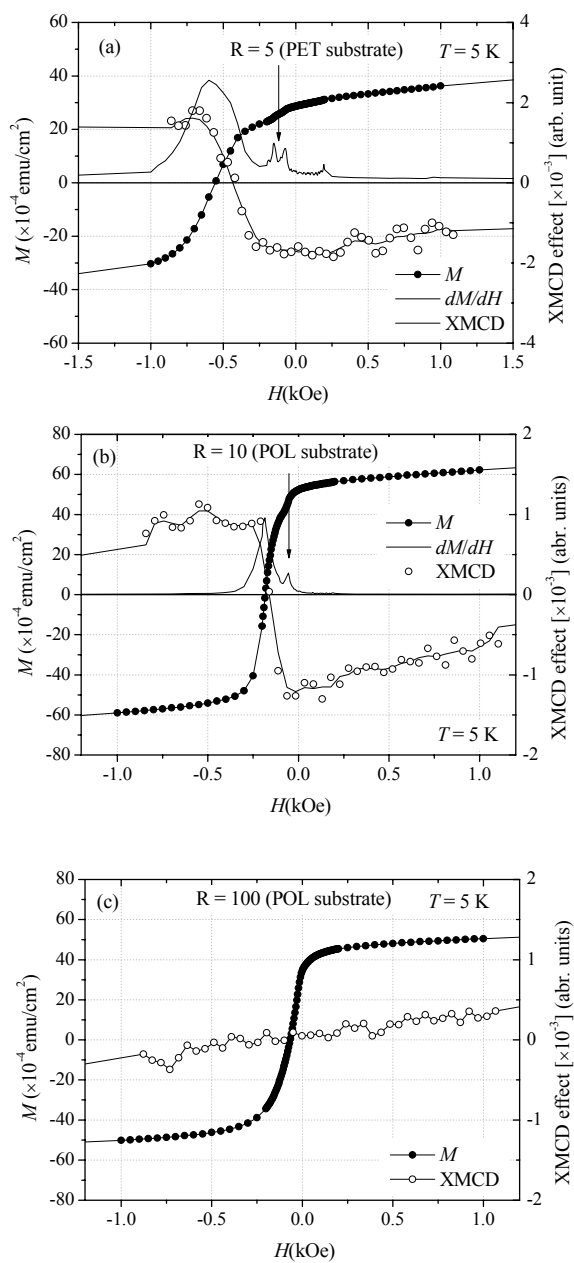 (a)
R = 5 (PET substrate)
T = 5 K
60
40
20
0
-20
-40
-60
4
2
0
-2
-4
M (×10⁻⁴ emu/cm²)
XMCD effect [×10⁻³] (arb. unit)
M
dM/dH
XMCD
-1.5 -1.0 -0.5 0.0 0.5 1.0 1.5
H(kOe)
(b)
R = 10 (POL substrate)
80
60
40
20
0
-20
-40
-60
-80
2
1
0
-1
-2
M (×10⁻⁴ emu/cm²)
XMCD effect [×10⁻³] (abr. units)
M
dM/dH
XMCD
T = 5 K
-1.0 -0.5 0.0 0.5 1.0
H(kOe)
(c)
R = 100 (POL substrate)
T = 5 K
80
60
40
20
0
-20
-40
-60
-80
2
1
0
-1
-2
M (×10⁻⁴ emu/cm²)
XMCD effect [×10⁻³] (abr. units)
M
XMCD
-1.0 -0.5 0.0 0.5 1.0
H(kOe)